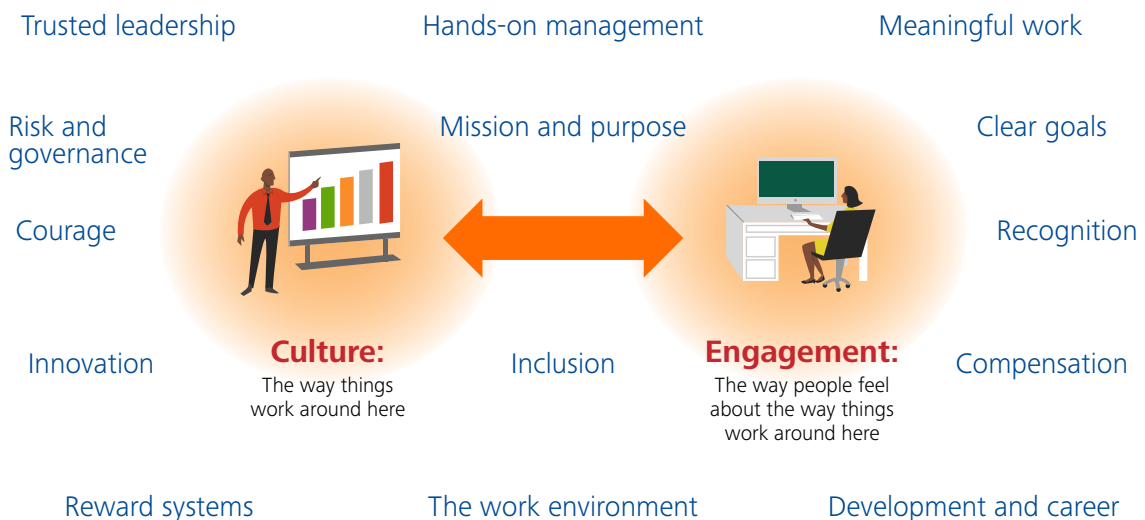 Trusted leadership
Hands-on management
Meaningful work
Risk and
governance
Mission and purpose
Clear goals
Courage
Recognition
Innovation
Culture:
The way things
work around here
Inclusion
Engagement:
The way people feel
about the way things
work around here
Compensation
Reward systems
The work environment
Development and career